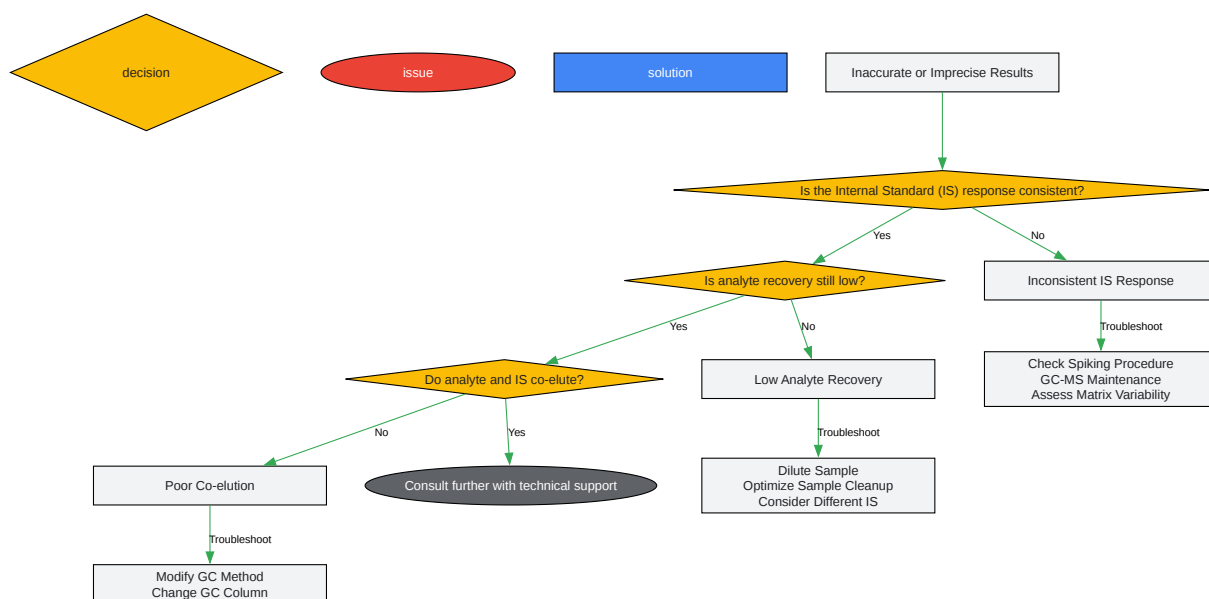 decision
issue
solution
Inaccurate or Imprecise Results
Is the Internal Standard (IS) response consistent?
Yes
No
Is analyte recovery still low?
Inconsistent IS Response
Yes
No
Troubleshoot
Do analyte and IS co-elute?
Low Analyte Recovery
Check Spiking Procedure
GC-MS Maintenance
Assess Matrix Variability
No
Yes
Troubleshoot
Poor Co-elution
Consult further with technical support
Dilute Sample
Optimize Sample Cleanup
Consider Different IS
Troubleshoot
Modify GC Method
Change GC Column